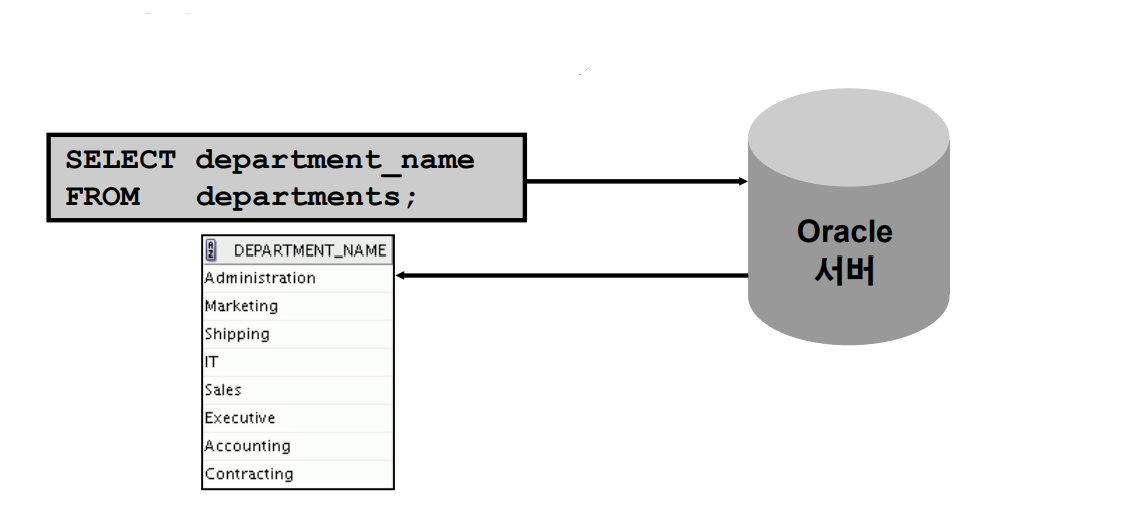 SELECT department_name
FROM departments;
Oracle
서버
DEPARTMENT_NAME
Administration
Marketing
Shipping
IT
Sales
Executive
Accounting
Contracting